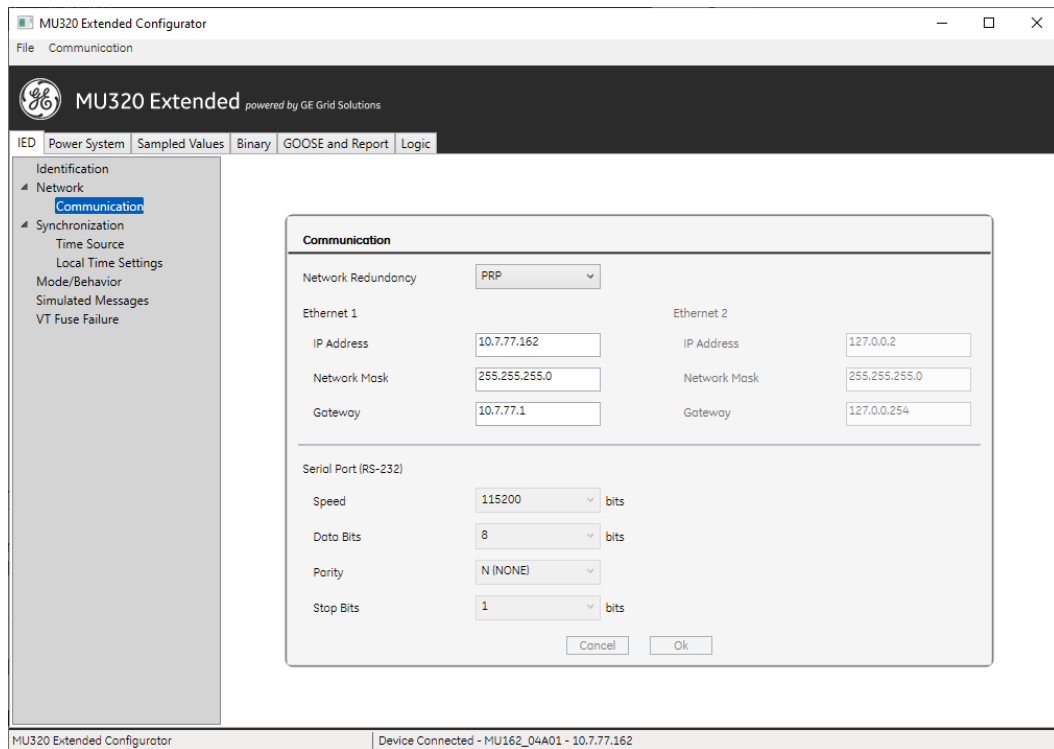 MU320 Extended Configurator
File Communication
MU320 Extended powered by GE Grid Solutions
IED Power System Sampled Values Binary GOOSE and Report Logic
Identification
Network
Communication
Synchronization
Time Source
Local Time Settings
Mode/Behavior
Simulated Messages
VT Fuse Failure
Communication
Network Redundancy PRP
Ethernet 1 Ethernet 2
IP Address 10.7.77.162 IP Address 127.0.0.2
Network Mask 255.255.255.0 Network Mask 255.255.255.0
Gateway 10.7.77.1 Gateway 127.0.0.254
Serial Port (RS-232)
Speed 115200 bits
Data Bits 8 bits
Parity N (NONE)
Stop Bits 1 bits
Cancel Ok
MU320 Extended Configurator Device Connected - MU162_04A01 - 10.7.77.162